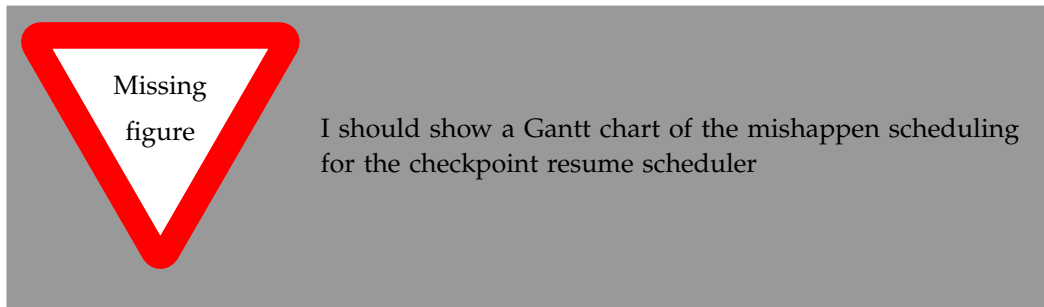 Missing
figure
I should show a Gantt chart of the mishappen scheduling
for the checkpoint resume scheduler